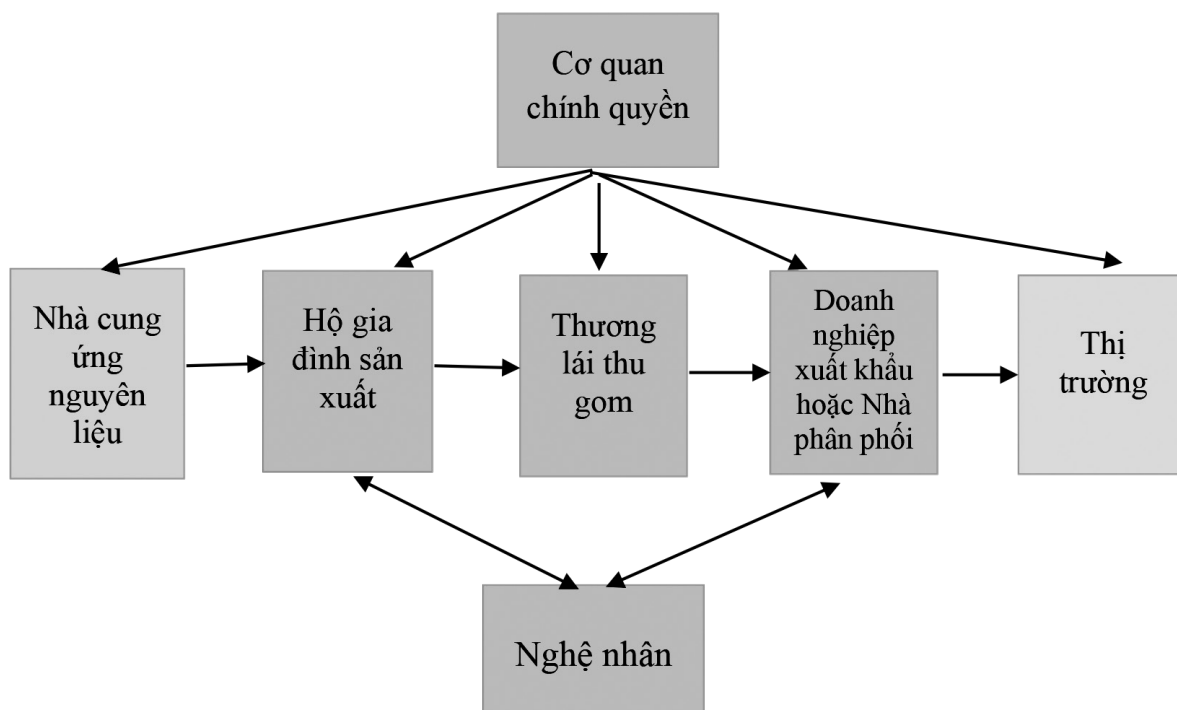 Cơ quan
chính quyền
Nhà cung
ứng
nguyên
liệu
Hộ gia
đình sản
xuất
Thương
lái thu
gom
Doanh
nghiệp
xuất khẩu
hoặc Nhà
phân phối
Thị
trường
Nghệ nhân